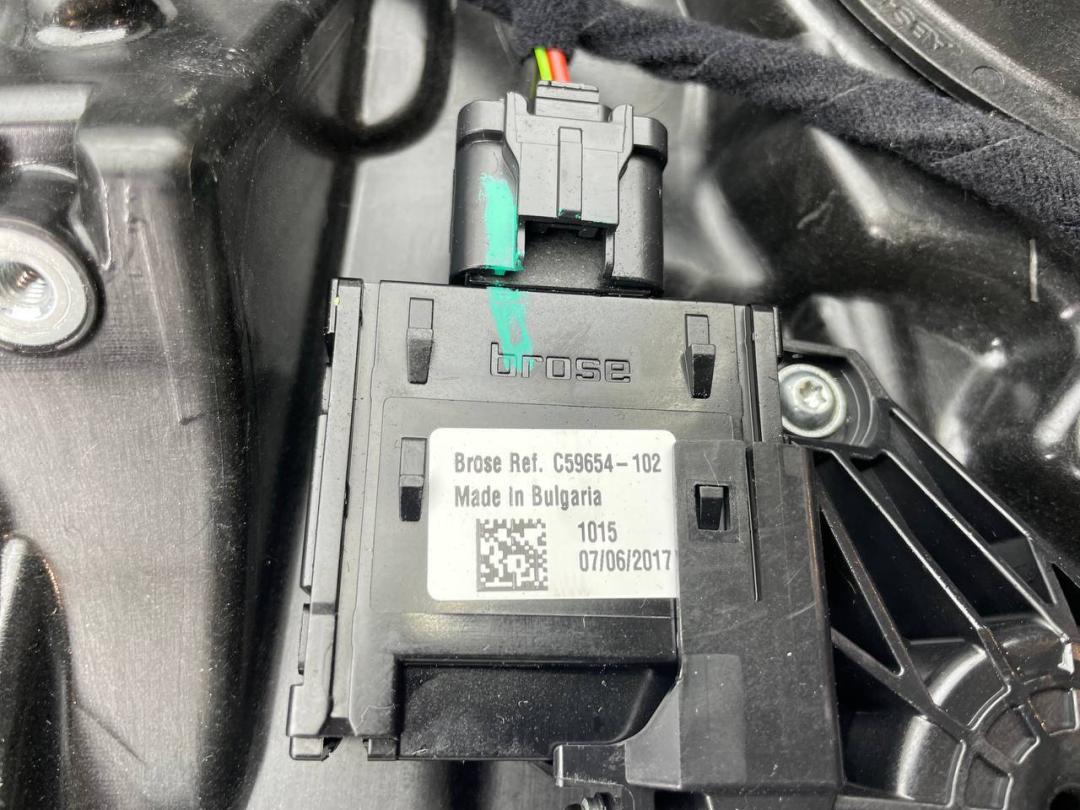 brose
Brose Ref. C59654-102
Made in Bulgaria
1015
07/06/2017